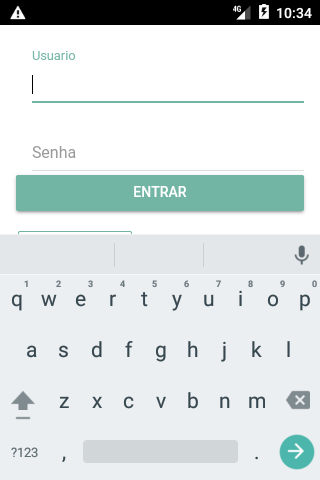 4G 10:34
Usuario
Senha
ENTRAR
1 2 3 4 5 6 7 8 9 0
q w e r t y u i o p
a s d f g h j k l
z x c v b n m
?123 , .